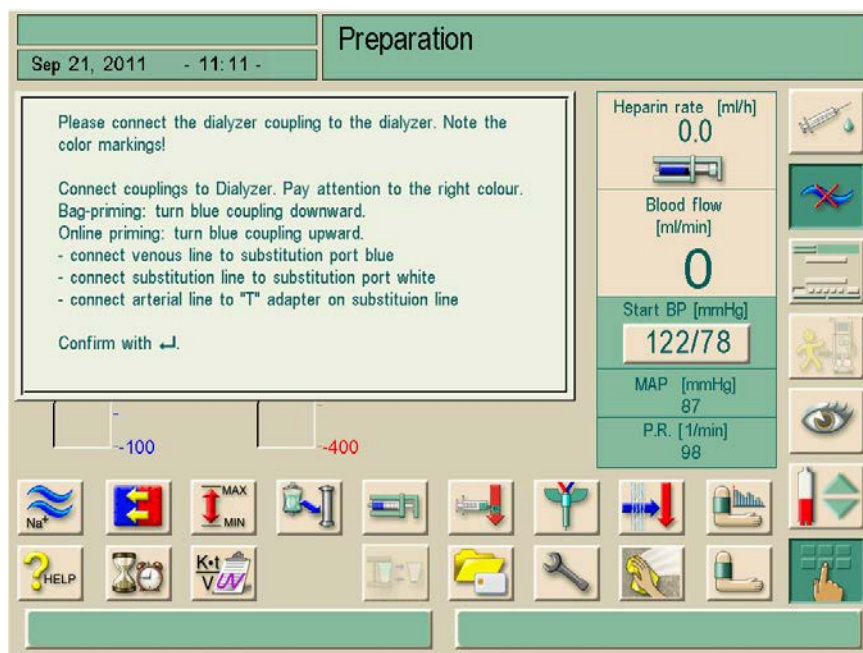 Preparation
Sep 21, 2011 - 11:11 -
Please connect the dialyzer coupling to the dialyzer. Note the
color markings!
Connect couplings to Dialyzer. Pay attention to the right colour.
Bag-priming: turn blue coupling downward.
Online priming: turn blue coupling upward.
- connect venous line to substitution port blue
- connect substitution line to substitution port white
- connect arterial line to "T" adapter on substituion line
Confirm with ↵.
-100
-400
Heparin rate [ml/h]
0.0
Blood flow
[ml/min]
0
Start BP [mmHg]
122/78
MAP [mmHg]
87
P.R. [1/min]
98
Na+
MAX
MIN
HELP
K•t
V
UV